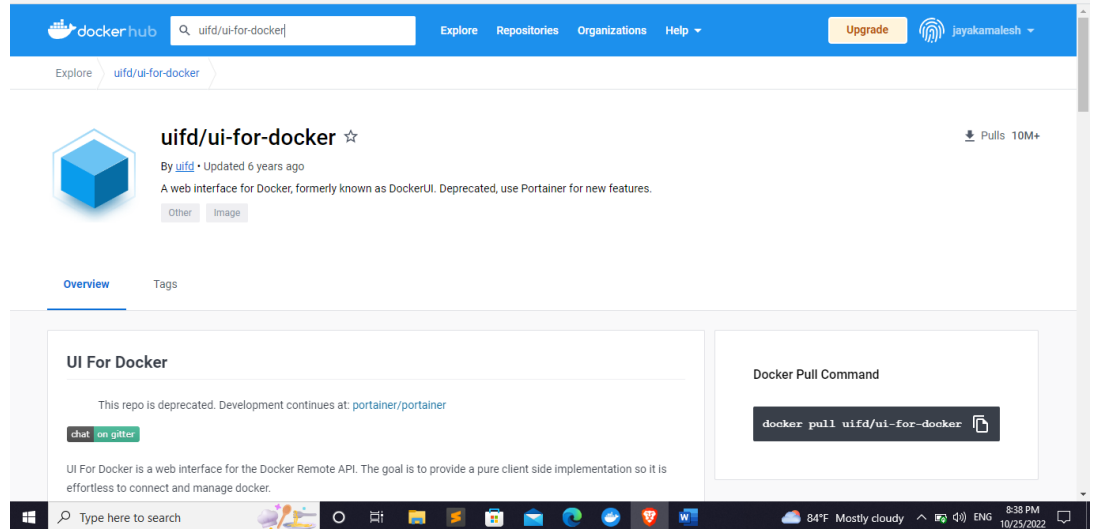 dockerhub
uifd/ui-for-docker
Explore Repositories Organizations Help
Upgrade
jayakamalesh
Explore uifd/ui-for-docker
uifd/ui-for-docker
Pulls 10M+
By uifd • Updated 6 years ago
A web interface for Docker, formerly known as DockerUI. Deprecated, use Portainer for new features.
Other Image
Overview Tags
UI For Docker
This repo is deprecated. Development continues at: portainer/portainer
chat on gitter
UI For Docker is a web interface for the Docker Remote API. The goal is to provide a pure client side implementation so it is
effortless to connect and manage docker.
Docker Pull Command
docker pull uifd/ui-for-docker
Type here to search
W
84°F Mostly cloudy
ENG
8:38 PM
10/25/2022